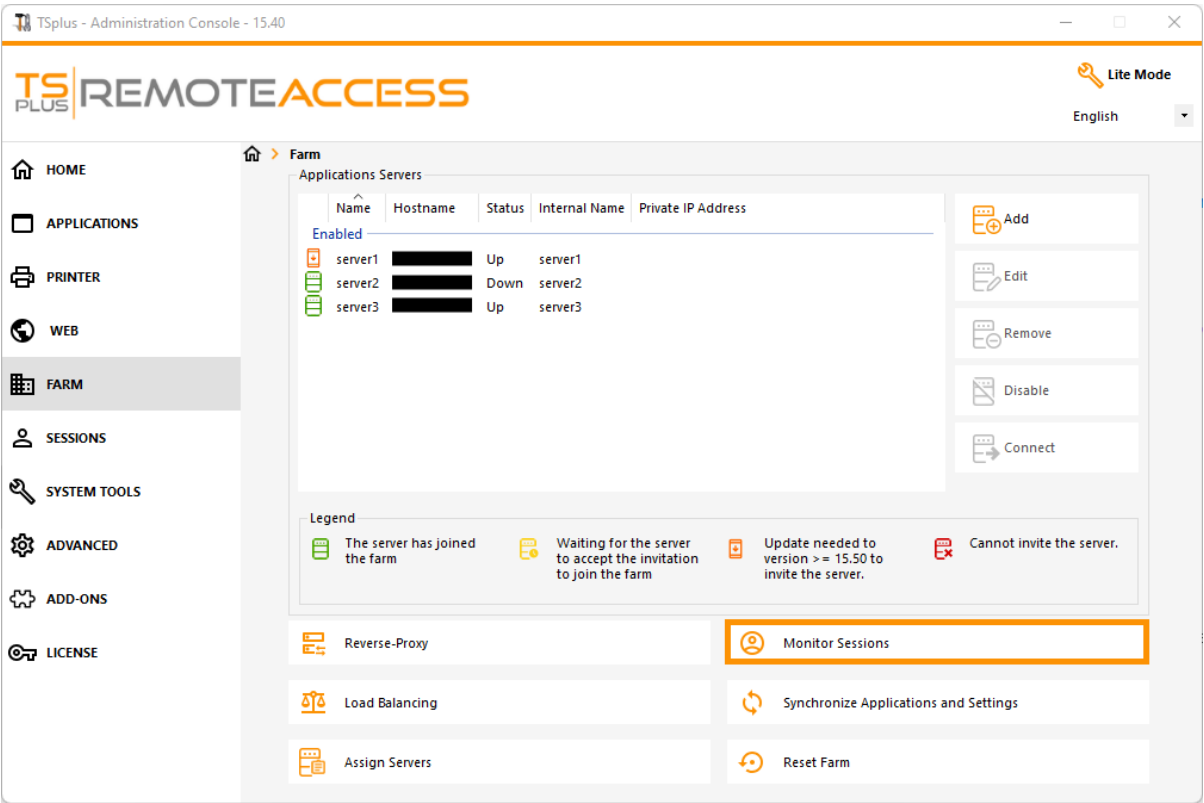 TSplus - Administration Console - 15.40
TS PLUS REMOTEACCESS
Lite Mode
English
HOME
APPLICATIONS
PRINTER
WEB
FARM
SESSIONS
SYSTEM TOOLS
ADVANCED
ADD-ONS
LICENSE
Farm
Applications Servers
Name Hostname Status Internal Name Private IP Address
Enabled
server1 Up server1
server2 Down server2
server3 Up server3
Add
Edit
Remove
Disable
Connect
Legend
The server has joined
the farm
Waiting for the server
to accept the invitation
to join the farm
Update needed to
version >= 15.50 to
invite the server.
Cannot invite the server.
Reverse-Proxy
Monitor Sessions
Load Balancing
Synchronize Applications and Settings
Assign Servers
Reset Farm